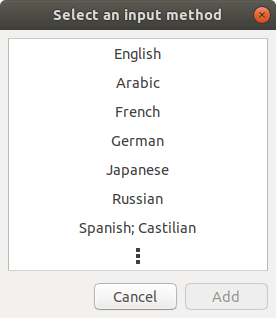 Select an input method
English
Arabic
French
German
Japanese
Russian
Spanish; Castilian
Cancel
Add